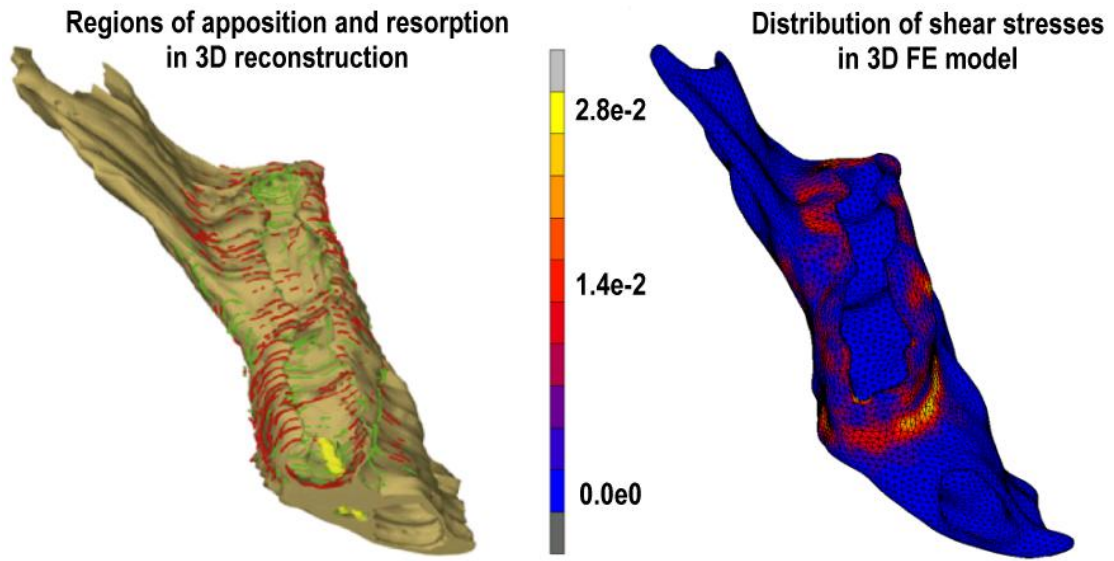 Regions of apposition and resorption
in 3D reconstruction
Distribution of shear stresses
in 3D FE model
2.8e-2
1.4e-2
0.0e0